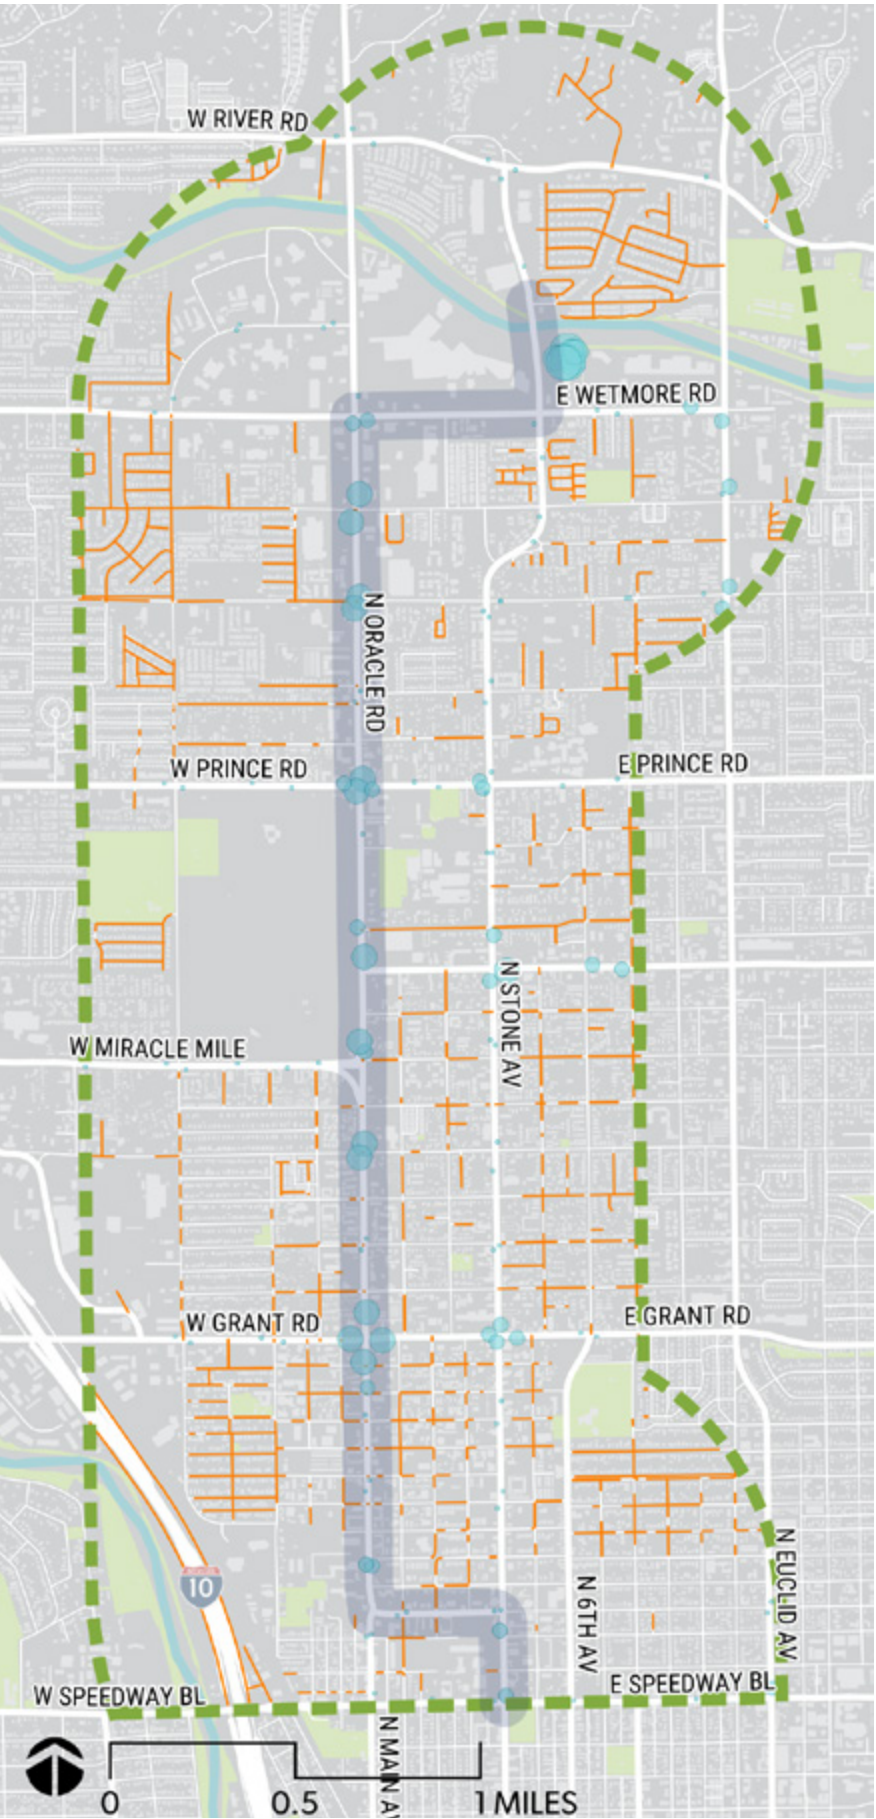 W RIVER RD
E WETMORE RD
N ORACLE RD
W PRINCE RD
E PRINCE RD
N STONE AV
W MIRACLE MILE
W GRANT RD
E GRANT RD
10
N 6TH AV
N EUCLID AV
W SPEEDWAY BL
E SPEEDWAY BL
N MAIN AV
0 0.5 1 MILES